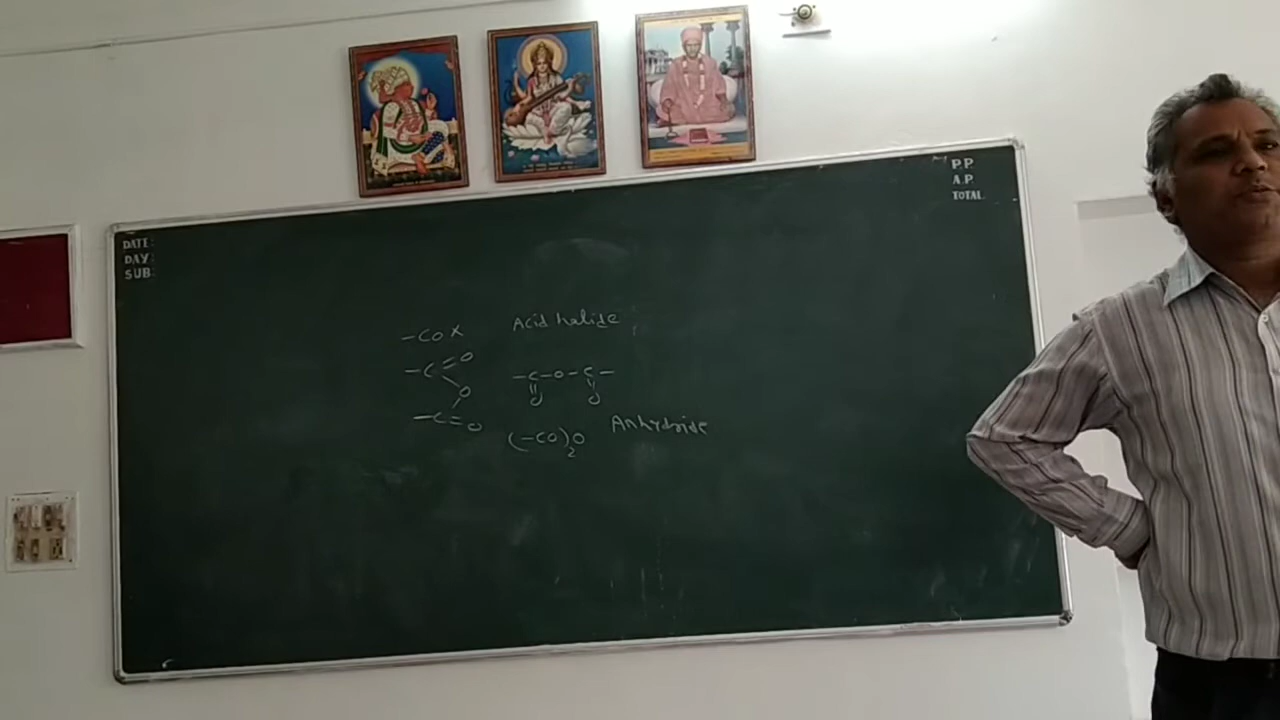 P.P
A.P.
TOTAL.
DATE:
DAY:
SUB:
-COX Acid halide
-C=O
O
-C=O
-C-O-C-
|| ||
O O
(-CO)2O Anhydride